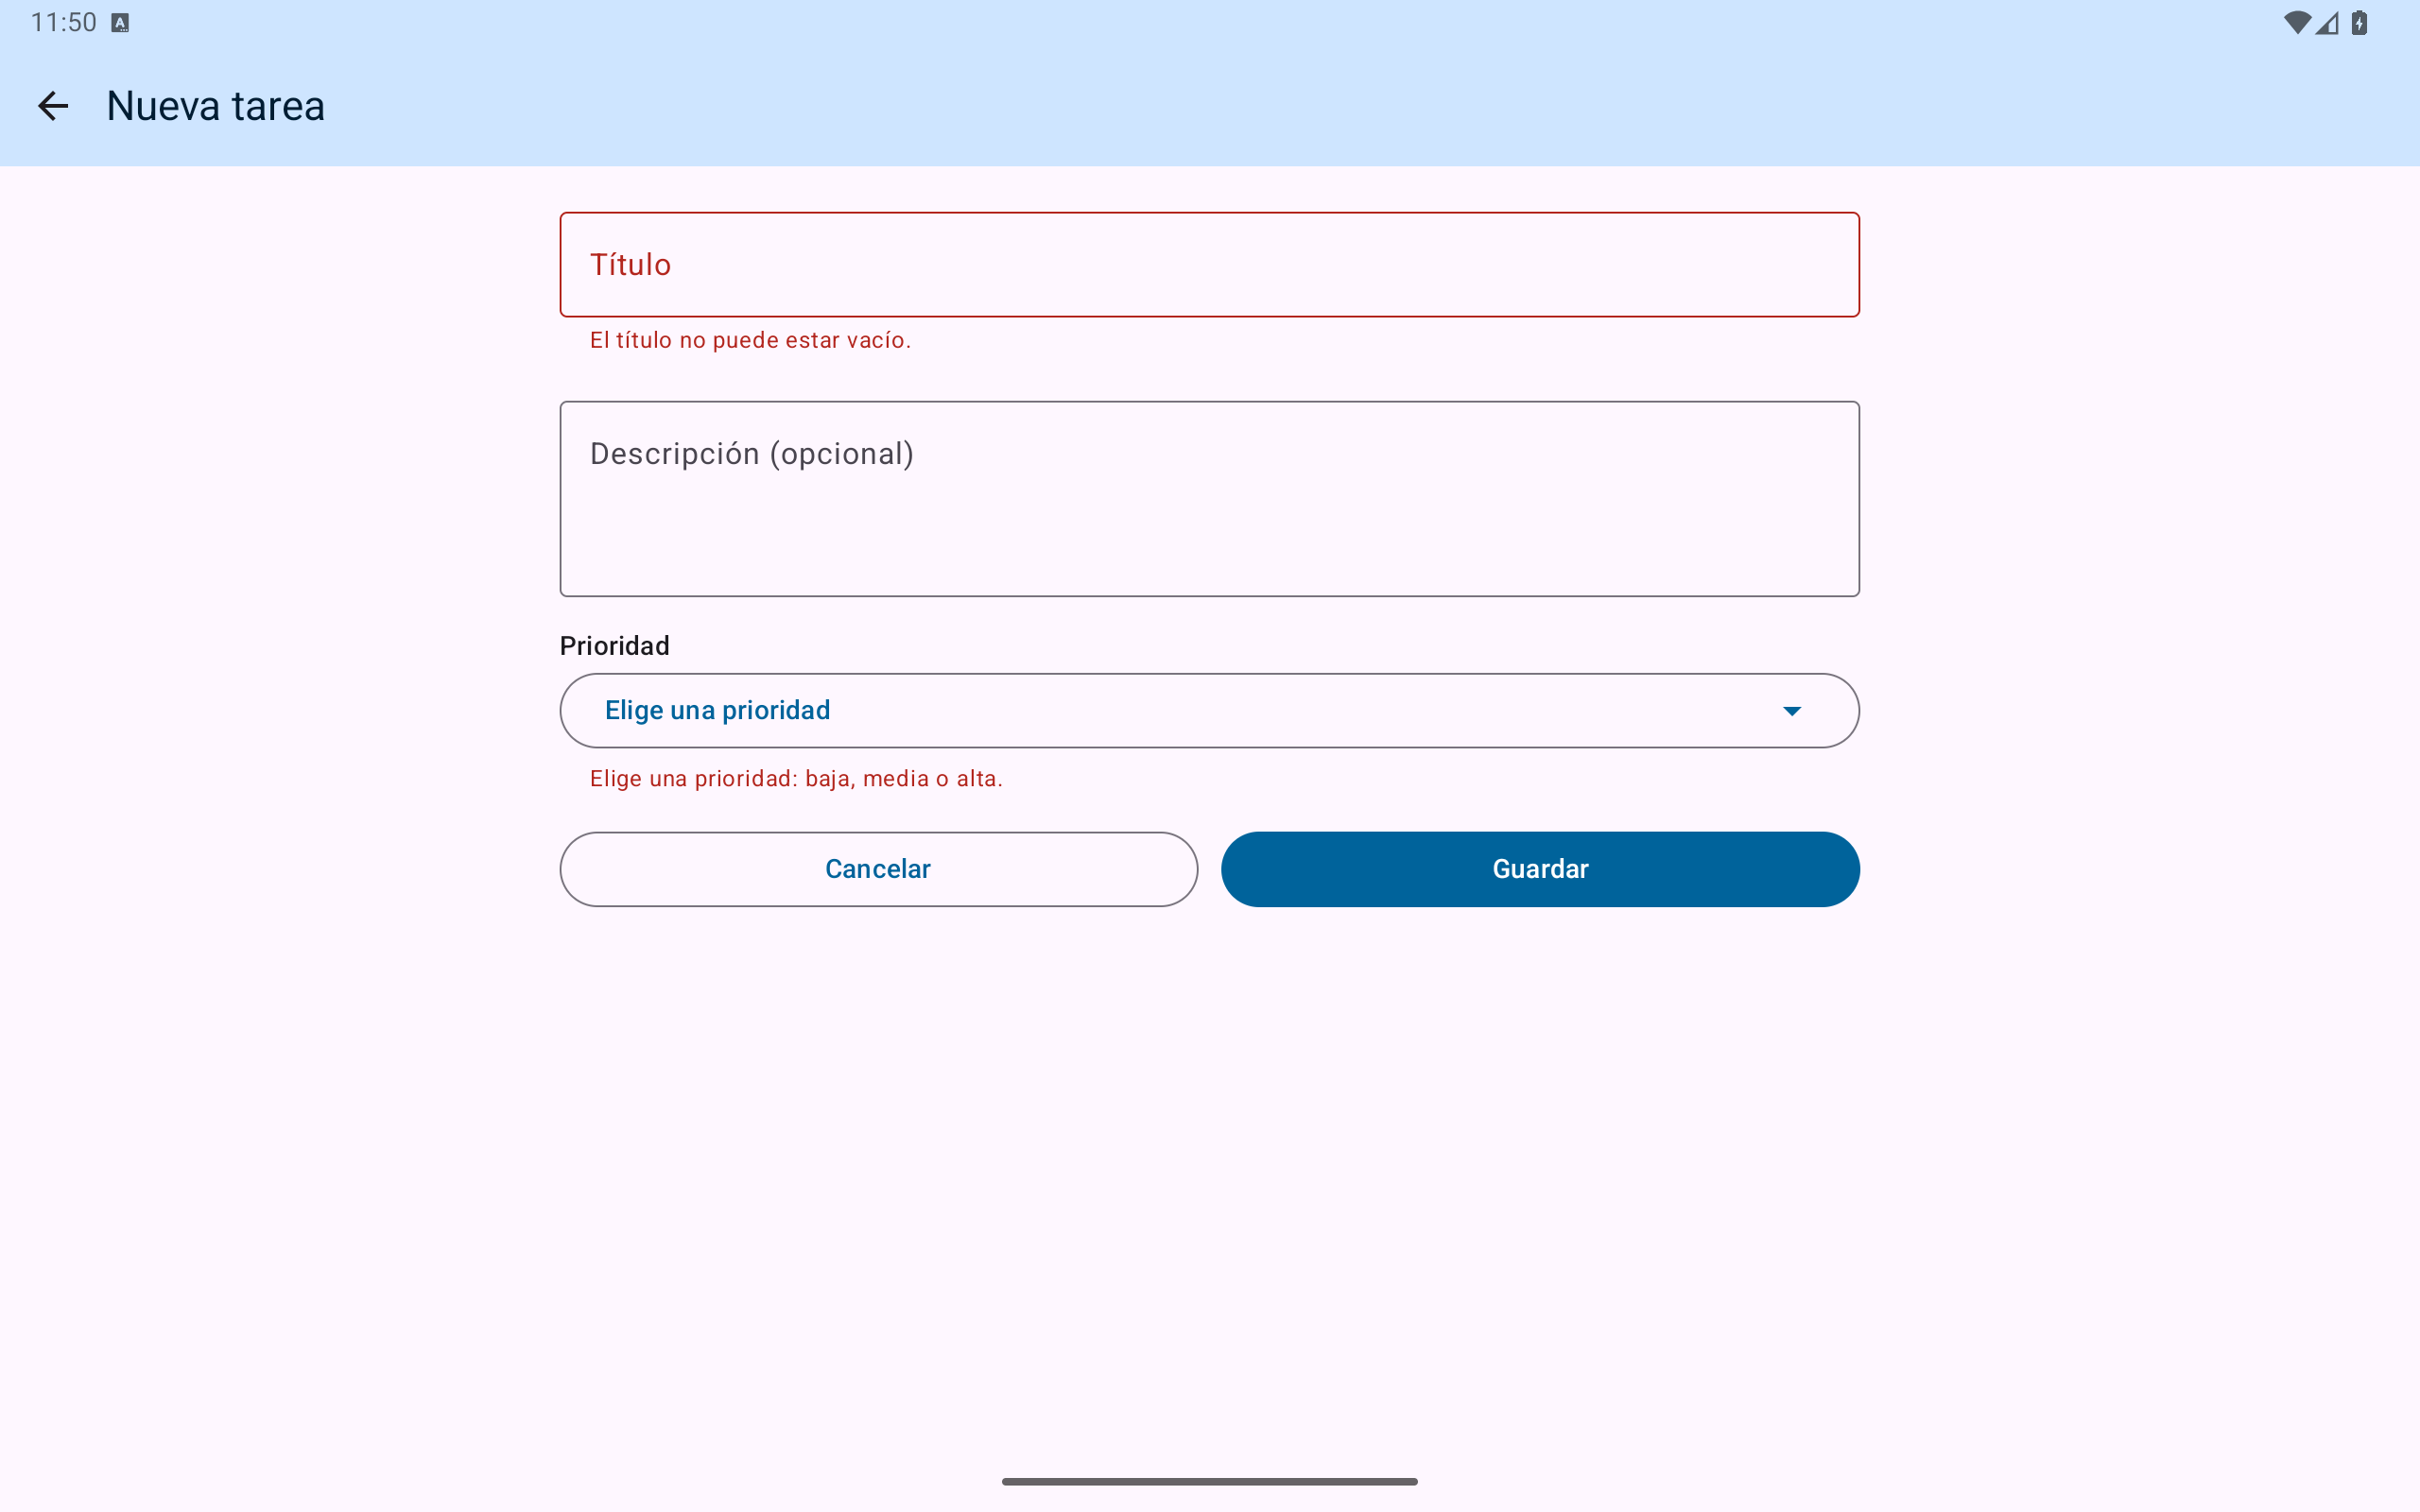 11:50
Nueva tarea
Título
El título no puede estar vacío.
Descripción (opcional)
Prioridad
Elige una prioridad
Elige una prioridad: baja, media o alta.
Cancelar
Guardar